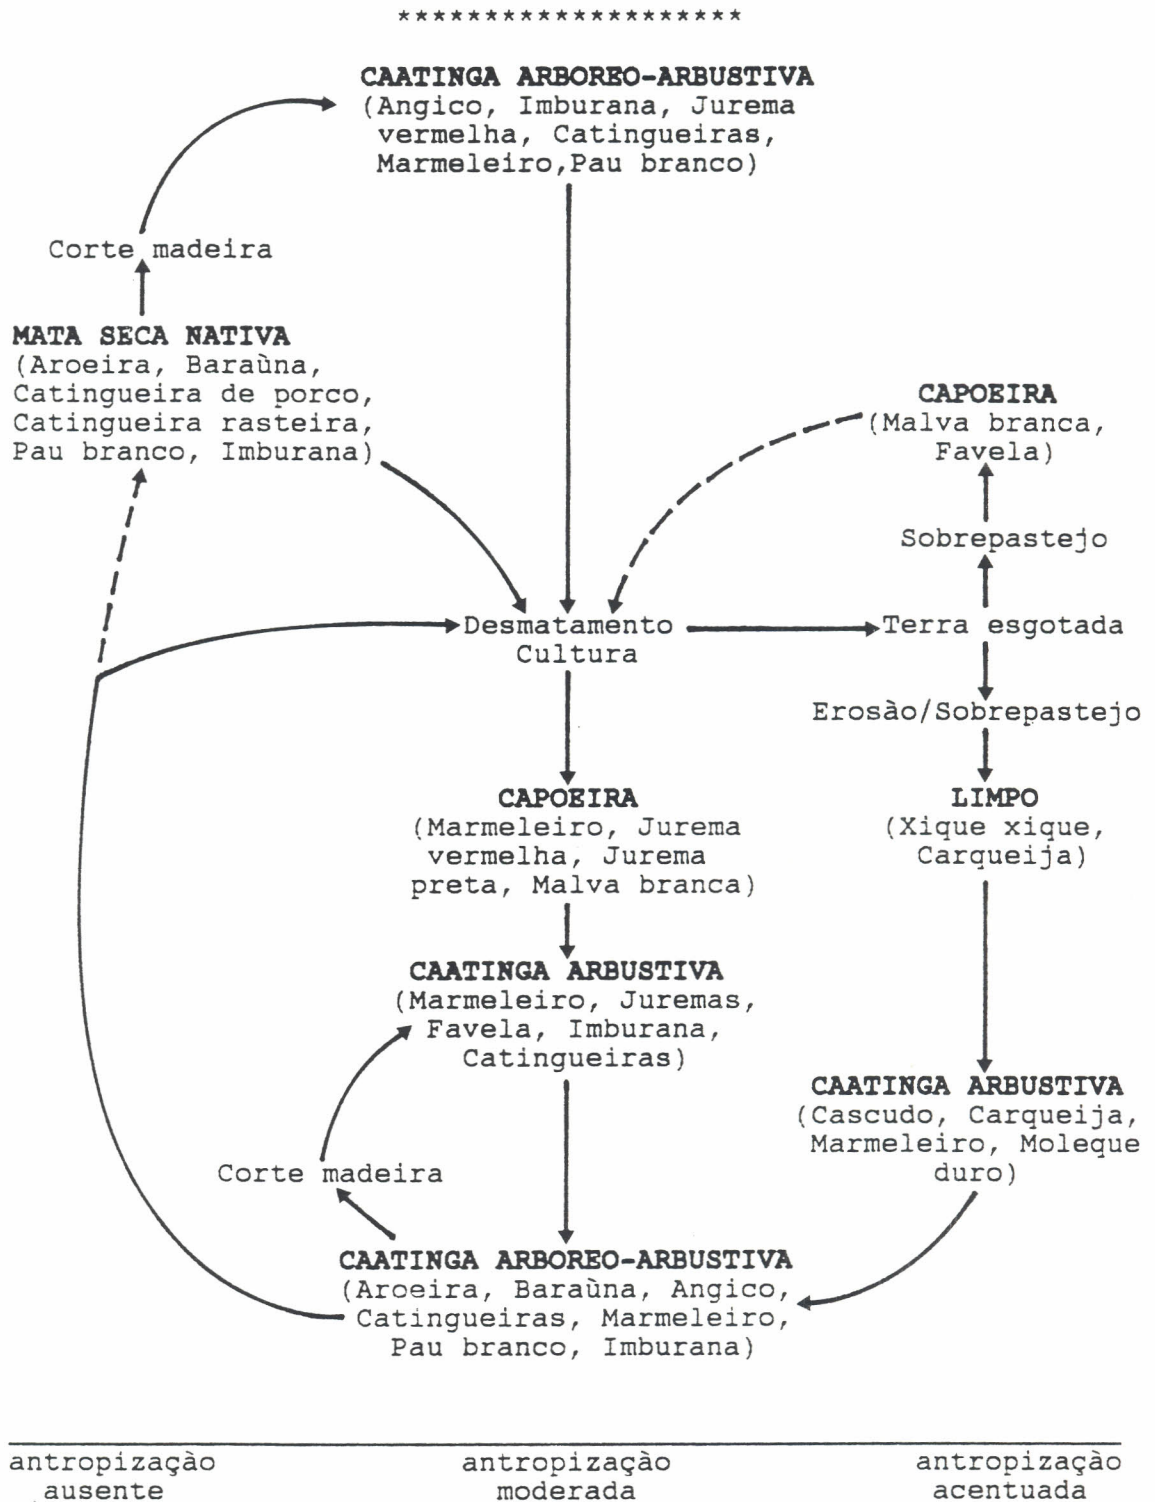 ********************
CAATINGA ARBOREO-ARBUSTIVA
(Angico, Imburana, Jurema
vermelha, Catingueiras,
Marmeleiro,Pau branco)
Corte madeira
MATA SECA NATIVA
(Aroeira, Baraùna,
Catingueira de porco,
Catingueira rasteira,
Pau branco, Imburana)
CAPOEIRA
(Malva branca,
Favela)
Sobrepastejo
Desmatamento
Cultura
Terra esgotada
Erosào/Sobrepastejo
CAPOEIRA
(Marmeleiro, Jurema
vermelha, Jurema
preta, Malva branca)
LIMPO
(Xique xique,
Carqueija)
CAATINGA ARBUSTIVA
(Marmeleiro, Juremas,
Favela, Imburana,
Catingueiras)
CAATINGA ARBUSTIVA
(Cascudo, Carqueija,
Marmeleiro, Moleque
duro)
Corte madeira
CAATINGA ARBOREO-ARBUSTIVA
(Aroeira, Baraùna, Angico,
Catingueiras, Marmeleiro,
Pau branco, Imburana)
antropizaçào
ausente
antropizaçào
moderada
antropizaçào
acentuada